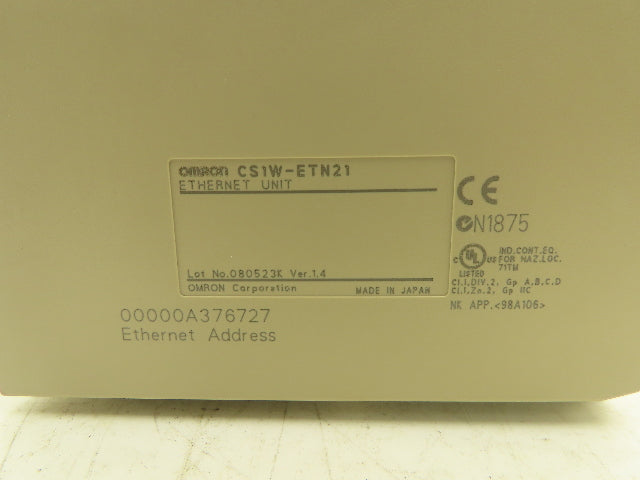 OMRON CS1W-ETN21
ETHERNET UNIT
Lot No.080523K Ver.1.4
OMRON Corporation MADE IN JAPAN
00000A376727
Ethernet Address
CE
N1875
C UL US IND.CONT.EQ.
FOR HAZ.LOC.
LISTED 71TM
Cl.I,DIV.2, Gp A,B,C,D
Cl.I,Zn.2, Gp IIC
NK APP.<98A106>